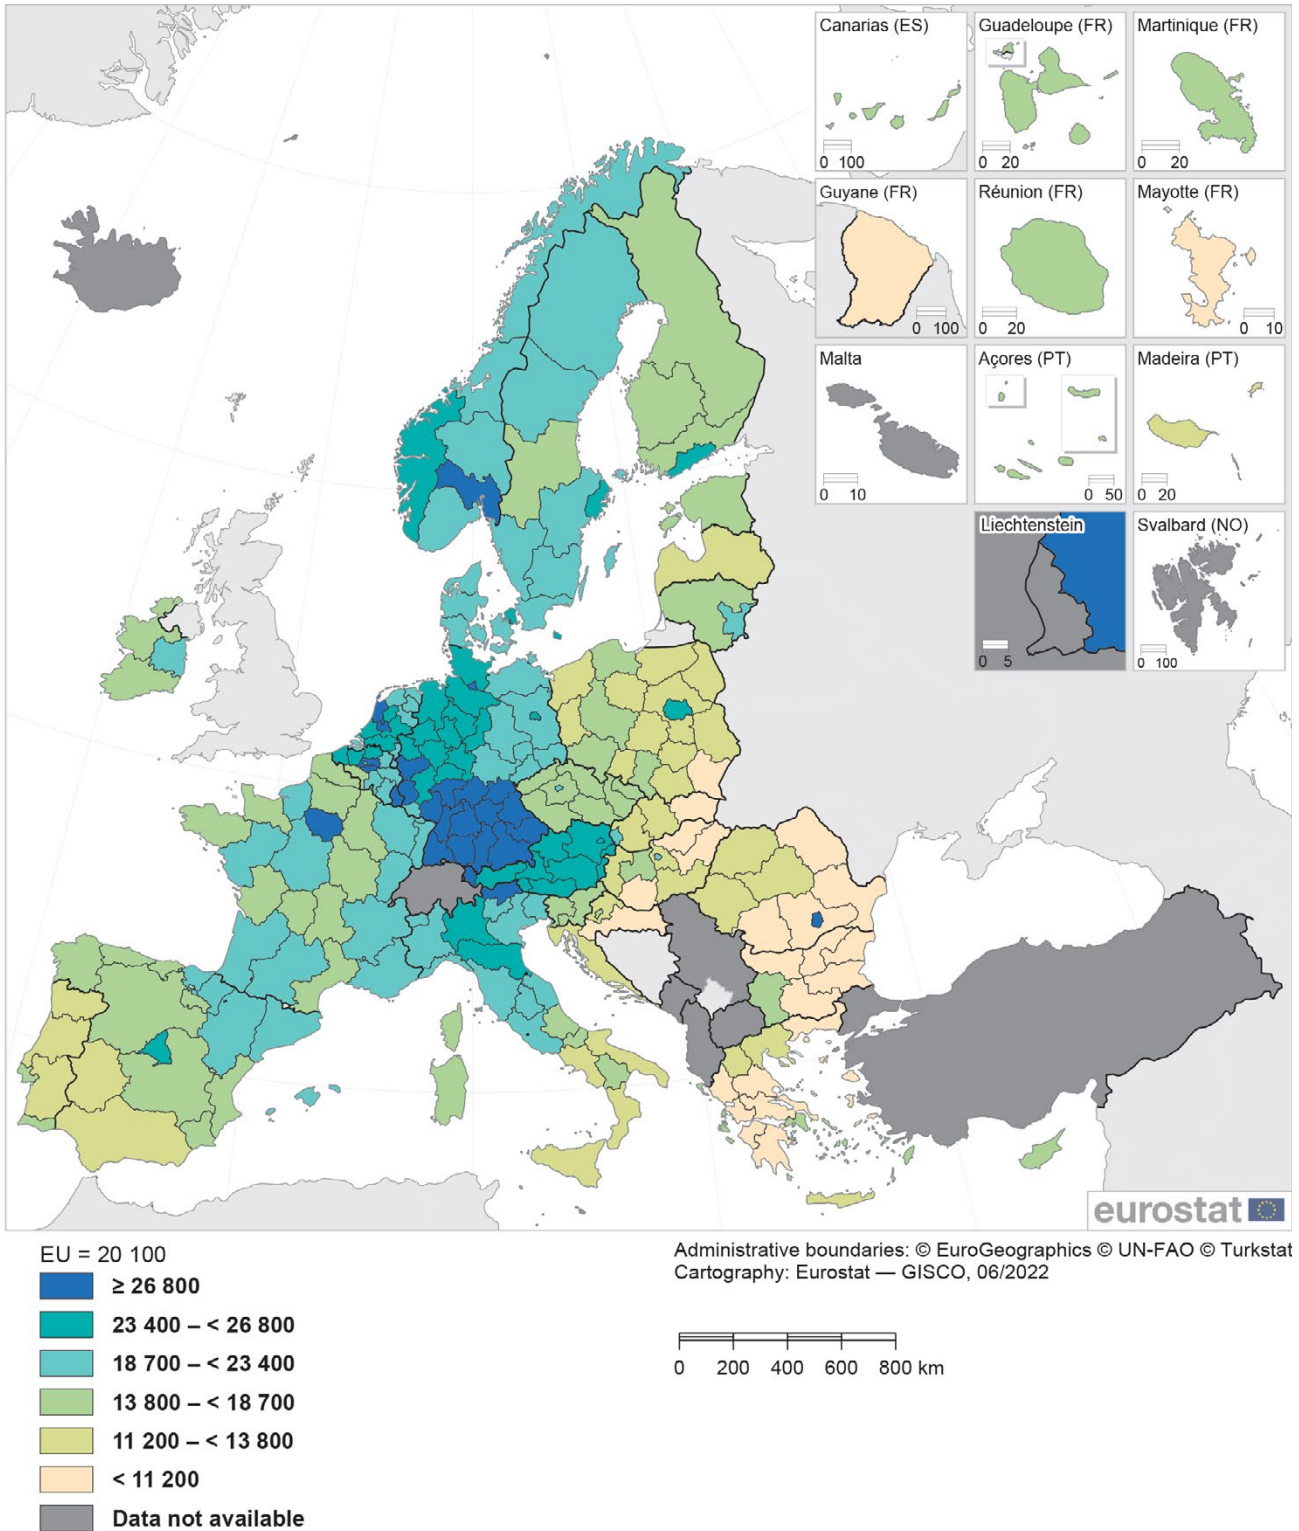 Canarias (ES)
0 100
Guadeloupe (FR)
0 20
Martinique (FR)
0 20
Guyane (FR)
0 100
Réunion (FR)
0 20
Mayotte (FR)
0 10
Malta
0 10
Açores (PT)
0 50
Madeira (PT)
0 20
Liechtenstein
0 5
Svalbard (NO)
0 100
eurostat
EU = 20 100
≥ 26 800
23 400 – < 26 800
18 700 – < 23 400
13 800 – < 18 700
11 200 – < 13 800
< 11 200
Data not available
Administrative boundaries: © EuroGeographics © UN-FAO © Turkstat
Cartography: Eurostat — GISCO, 06/2022
0 200 400 600 800 km